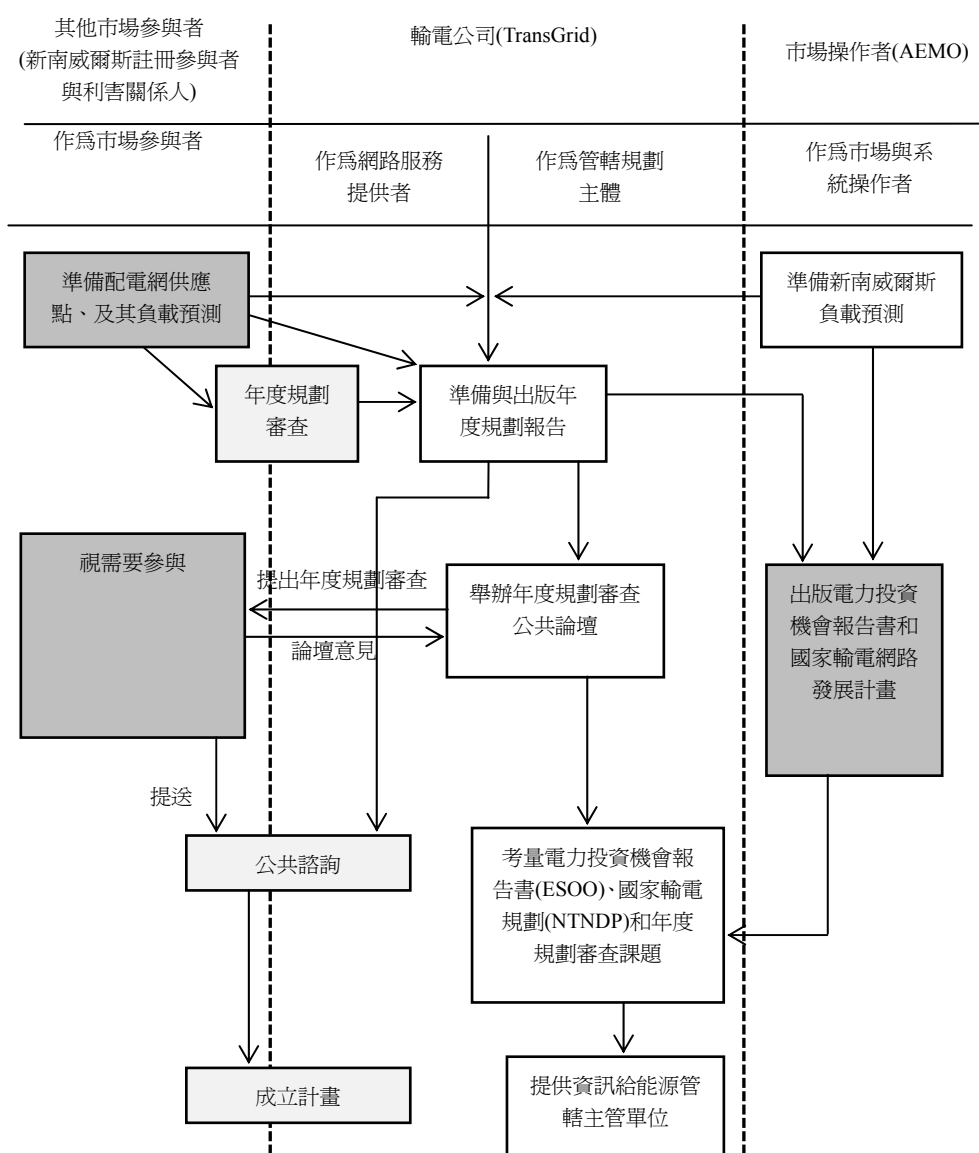 其他市場參與者
(新南威爾斯註冊參與者
與利害關係人)
輸電公司(TransGrid)
市場操作者(AEMO)
作爲市場參與者
作爲網路服務
提供者
作爲管轄規劃
主體
作爲市場與系
統操作者
準備配電網供應
點、及其負載預測
準備新南威爾斯
負載預測
年度規劃
審查
準備與出版年
度規劃報告
視需要參與
提出年度規劃審查
論壇意見
舉辦年度規劃審查
公共論壇
出版電力投資
機會報告書和
國家輸電網路
發展計畫
提送
公共諮詢
考量電力投資機會報
告書(ESOO)、國家輸電
規劃(NTNDP)和年度
規劃審查課題
成立計畫
提供資訊給能源管
轄主管單位